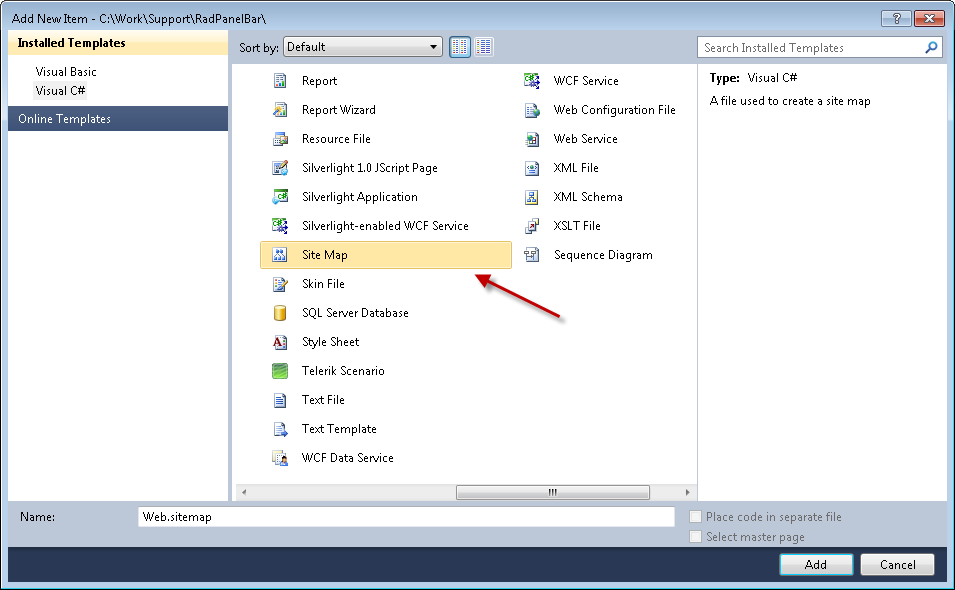 Add New Item - C:\Work\Support\RadPanelBar\
Installed Templates
Visual Basic
Visual C#
Online Templates
Sort by: Default
Search Installed Templates
Report
Report Wizard
Resource File
Silverlight 1.0 JScript Page
Silverlight Application
Silverlight-enabled WCF Service
Site Map
Skin File
SQL Server Database
Style Sheet
Telerik Scenario
Text File
Text Template
WCF Data Service
WCF Service
Web Configuration File
Web Service
XML File
XML Schema
XSLT File
Sequence Diagram
Type: Visual C#
A file used to create a site map
Name: Web.sitemap
Place code in separate file
Select master page
Add
Cancel